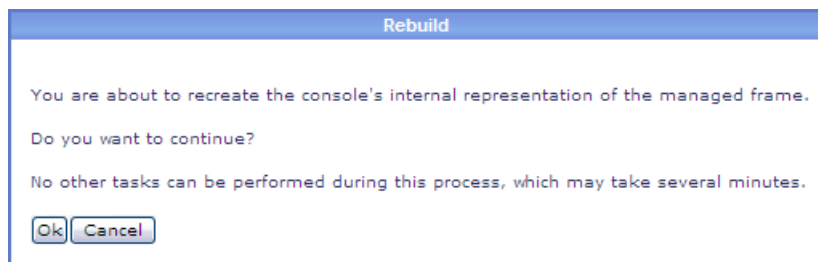 Rebuild
You are about to recreate the console's internal representation of the managed frame.
Do you want to continue?
No other tasks can be performed during this process, which may take several minutes.
Ok Cancel